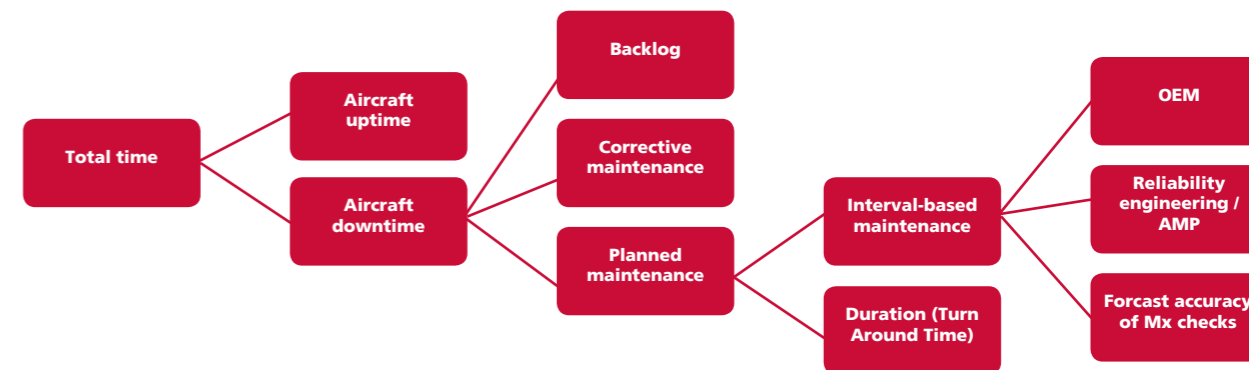 Total time
Aircraft
uptime
Aircraft
downtime
Backlog
Corrective
maintenance
Planned
maintenance
Interval-based
maintenance
Duration (Turn
Around Time)
OEM
Reliability
engineering /
AMP
Forcast accuracy
of Mx checks